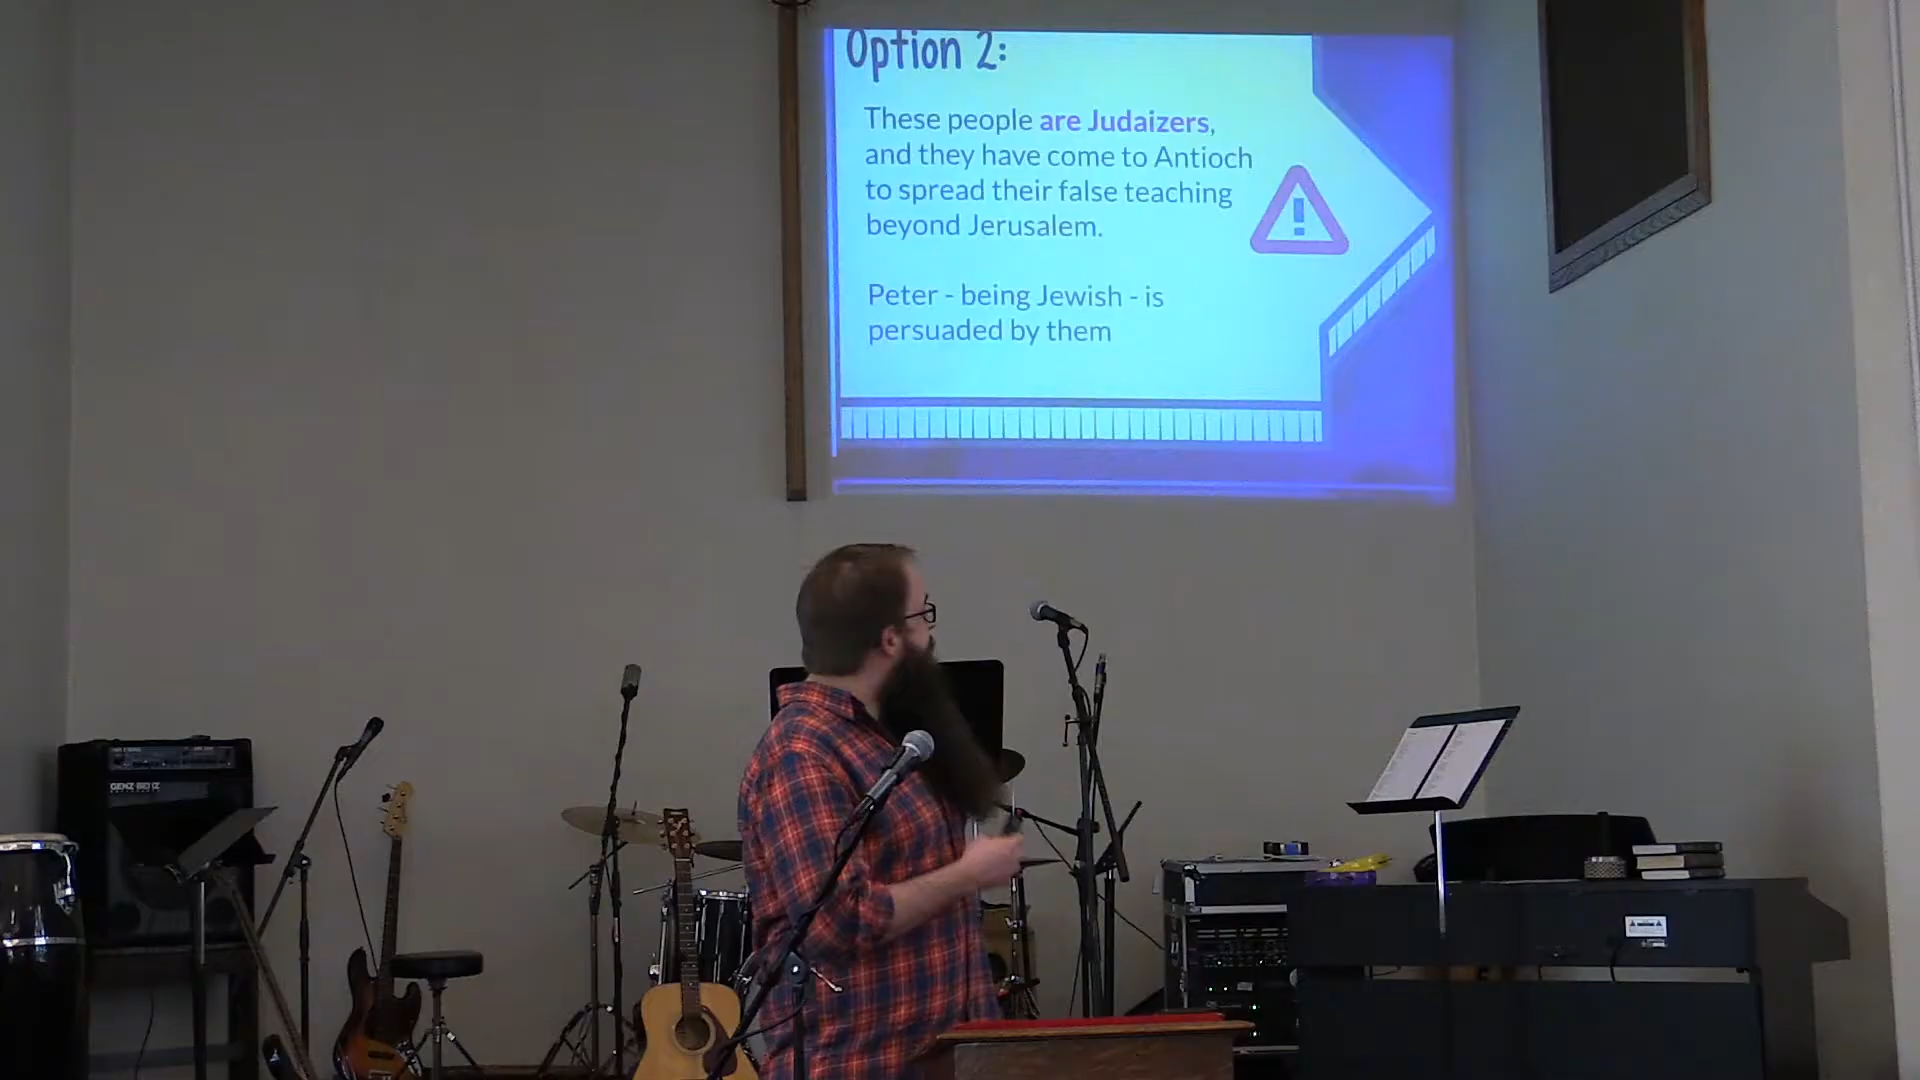 Option 2:
These people are Judaizers,
and they have come to Antioch
to spread their false teaching
beyond Jerusalem.
Peter - being Jewish - is
persuaded by them